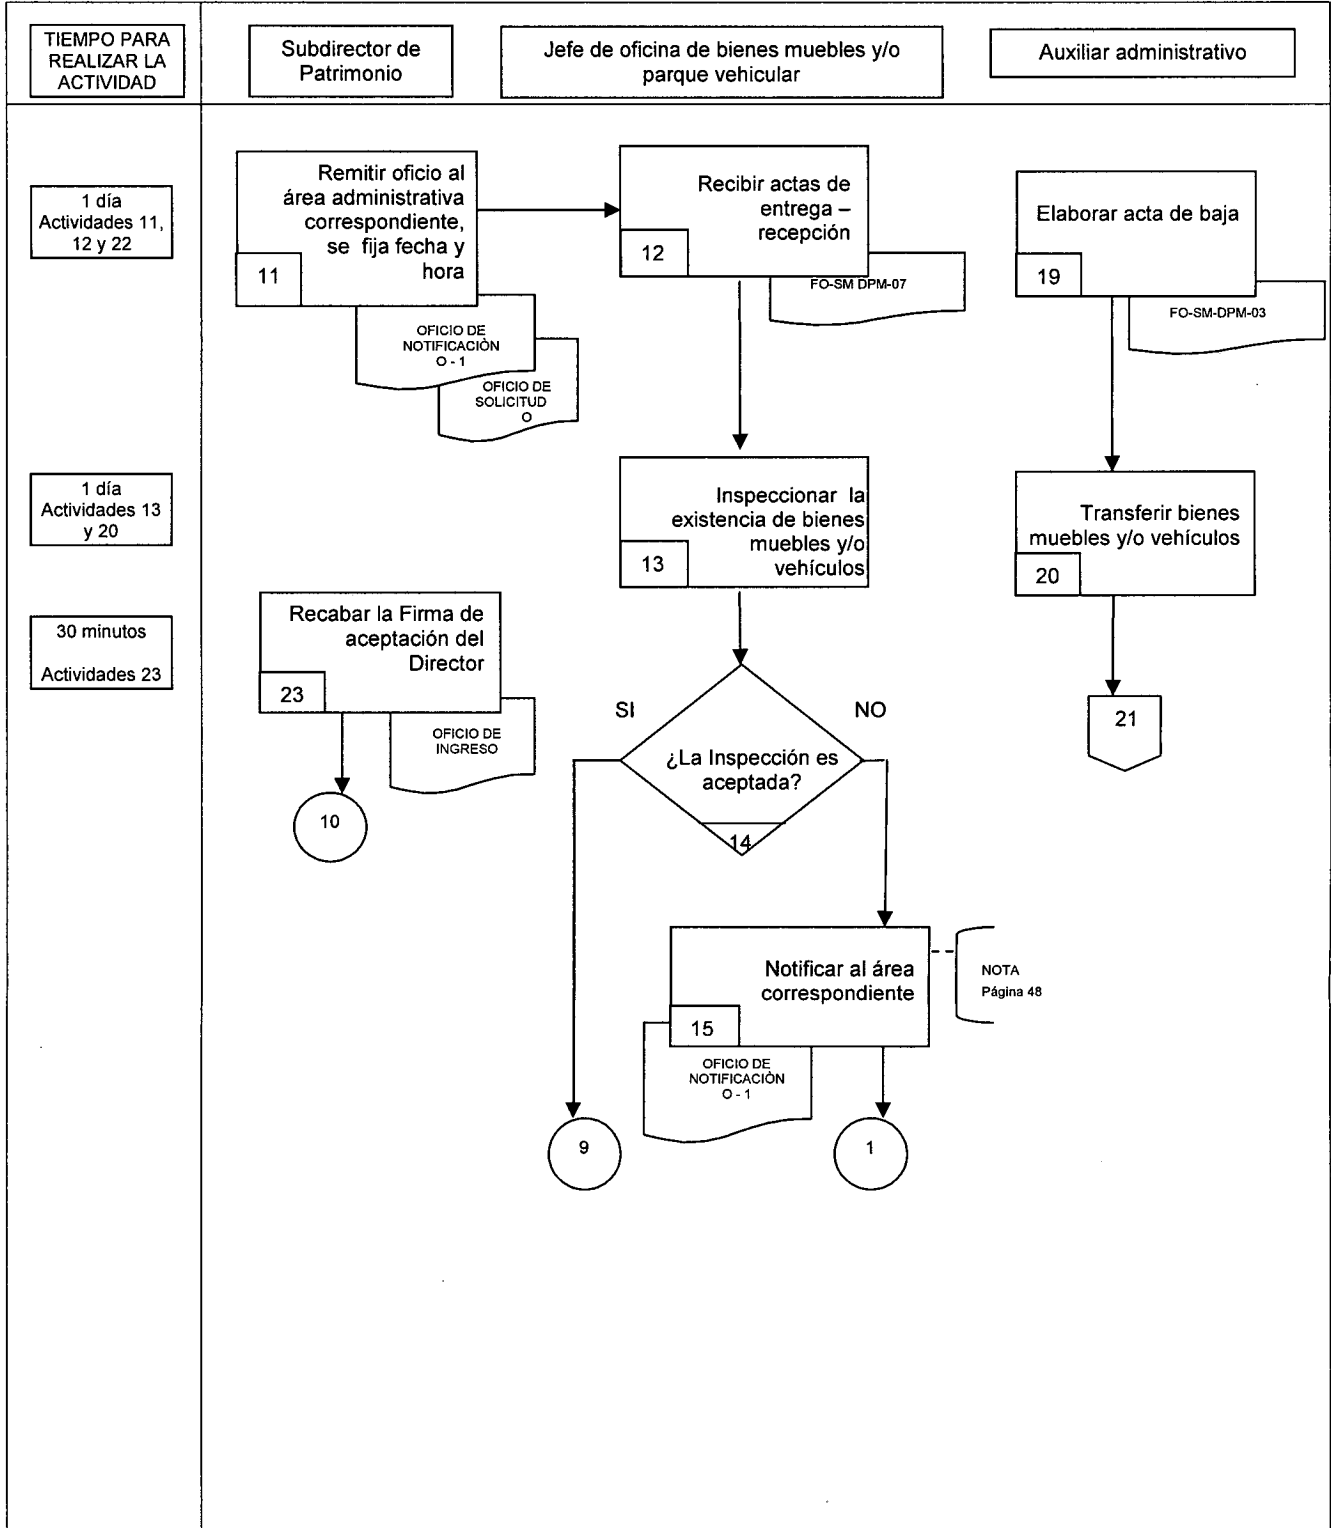 TIEMPO PARA
REALIZAR LA
ACTIVIDAD
Subdirector de
Patrimonio
Jefe de oficina de bienes muebles y/o
parque vehicular
Auxiliar administrativo
1 día
Actividades 11,
12 y 22
Remitir oficio al
área administrativa
correspondiente,
se fija fecha y
hora
11
OFICIO DE
NOTIFICACIÒN
O - 1
OFICIO DE
SOLICITUD
O
Recibir actas de
entrega –
recepción
12
FO-SM DPM-07
Elaborar acta de baja
19
FO-SM-DPM-03
1 día
Actividades 13
y 20
Inspeccionar la
existencia de bienes
muebles y/o
vehículos
13
Transferir bienes
muebles y/o vehículos
20
30 minutos
Actividades 23
Recabar la Firma de
aceptación del
Director
23
OFICIO DE
INGRESO
10
SI
NO
¿La Inspección es
aceptada?
14
21
Notificar al área
correspondiente
15
OFICIO DE
NOTIFICACIÒN
O - 1
NOTA
Página 48
9
1